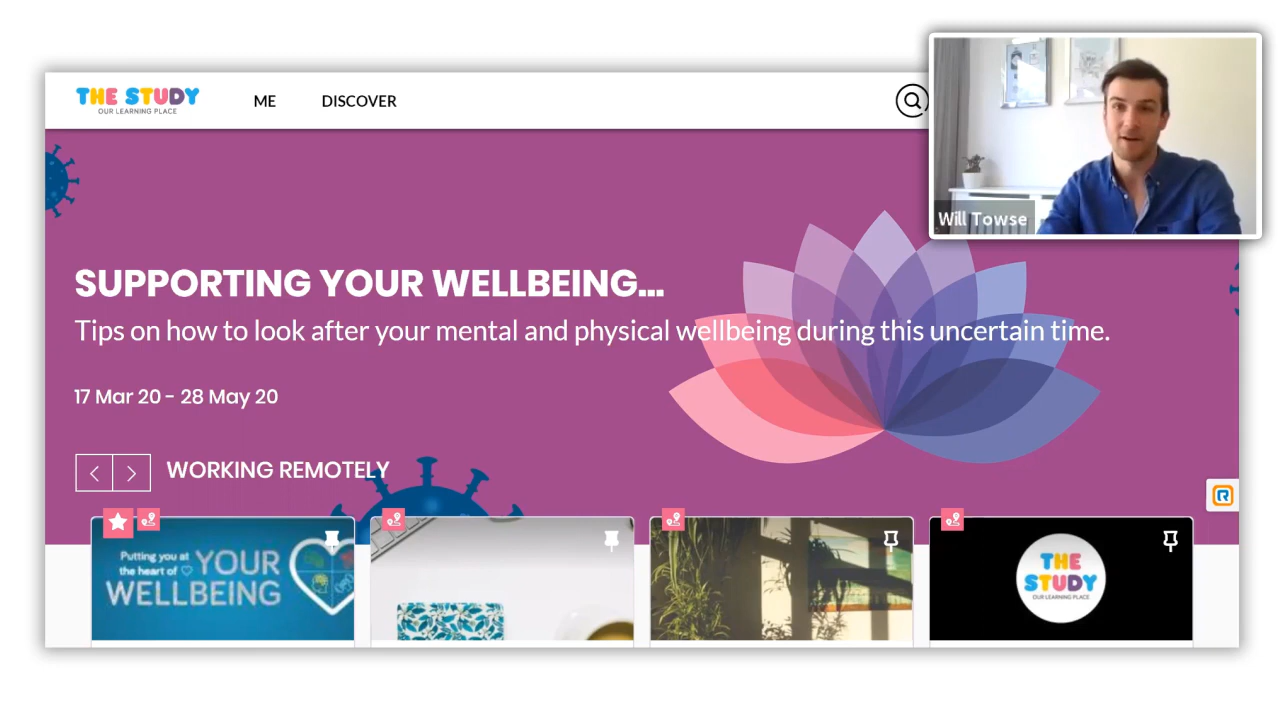 THE STUDY
OUR LEARNING PLACE
ME
DISCOVER
Will Towse
SUPPORTING YOUR WELLBEING...
Tips on how to look after your mental and physical wellbeing during this uncertain time.
17 Mar 20 - 28 May 20
WORKING REMOTELY
Putting you at
the heart of
YOUR
WELLBEING
THE
STUDY
OUR LEARNING PLACE
R